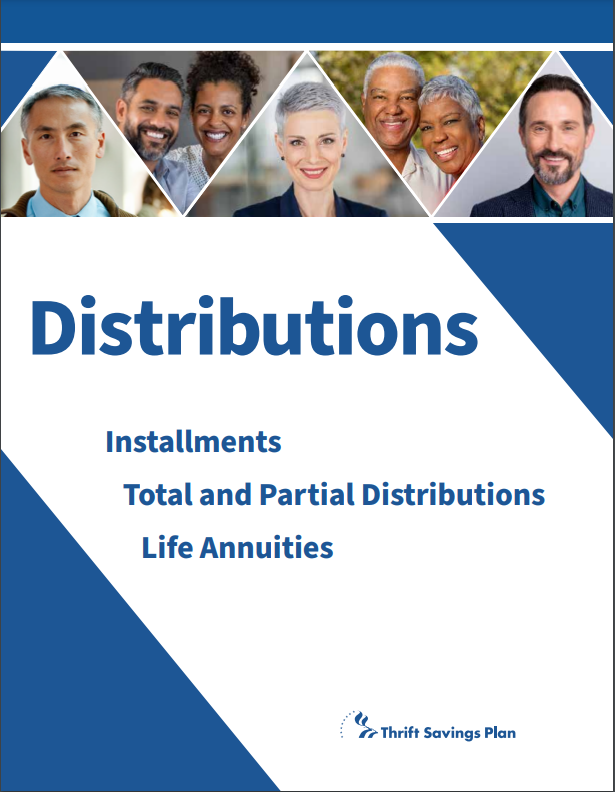 Distributions
Installments
Total and Partial Distributions
Life Annuities
Thrift Savings Plan